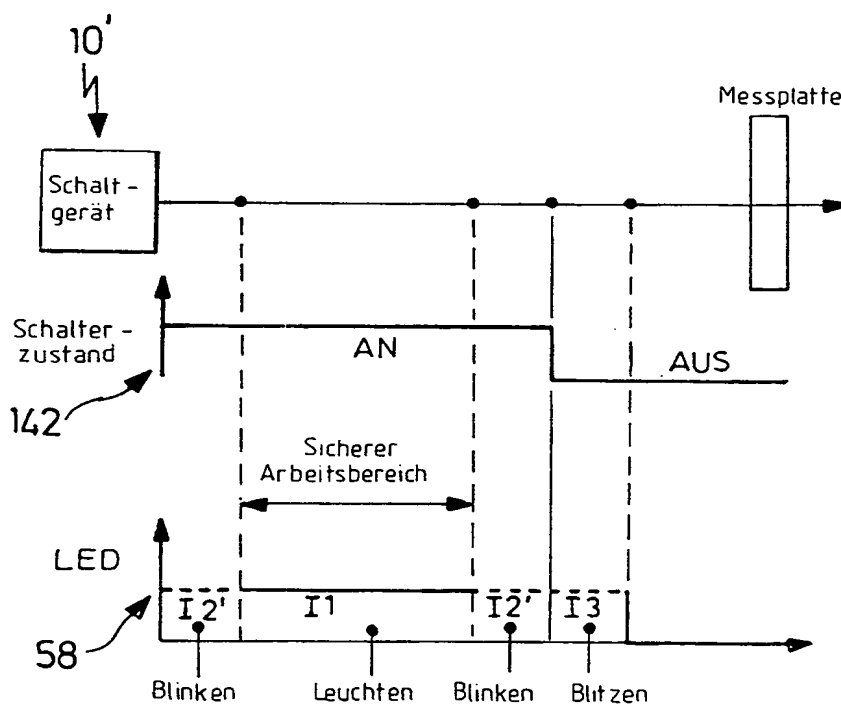 10'
Messplatte
Schalt-
gerät
Schalter-
zustand
AN
AUS
142
Sicherer
Arbeitsbereich
LED
I2'
I1
I2'
I3
58
Blinken
Leuchten
Blinken
Blitzen